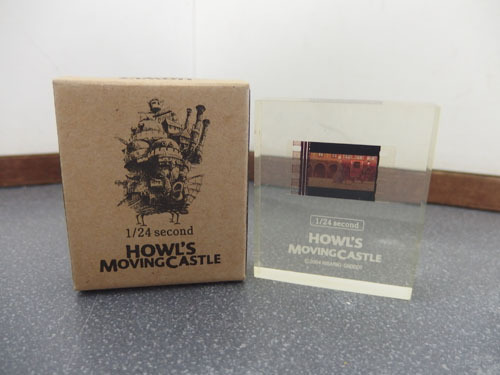 1/24 second
HOWL'S
MOVING CASTLE
1/24 second
HOWL'S
MOVING CASTLE